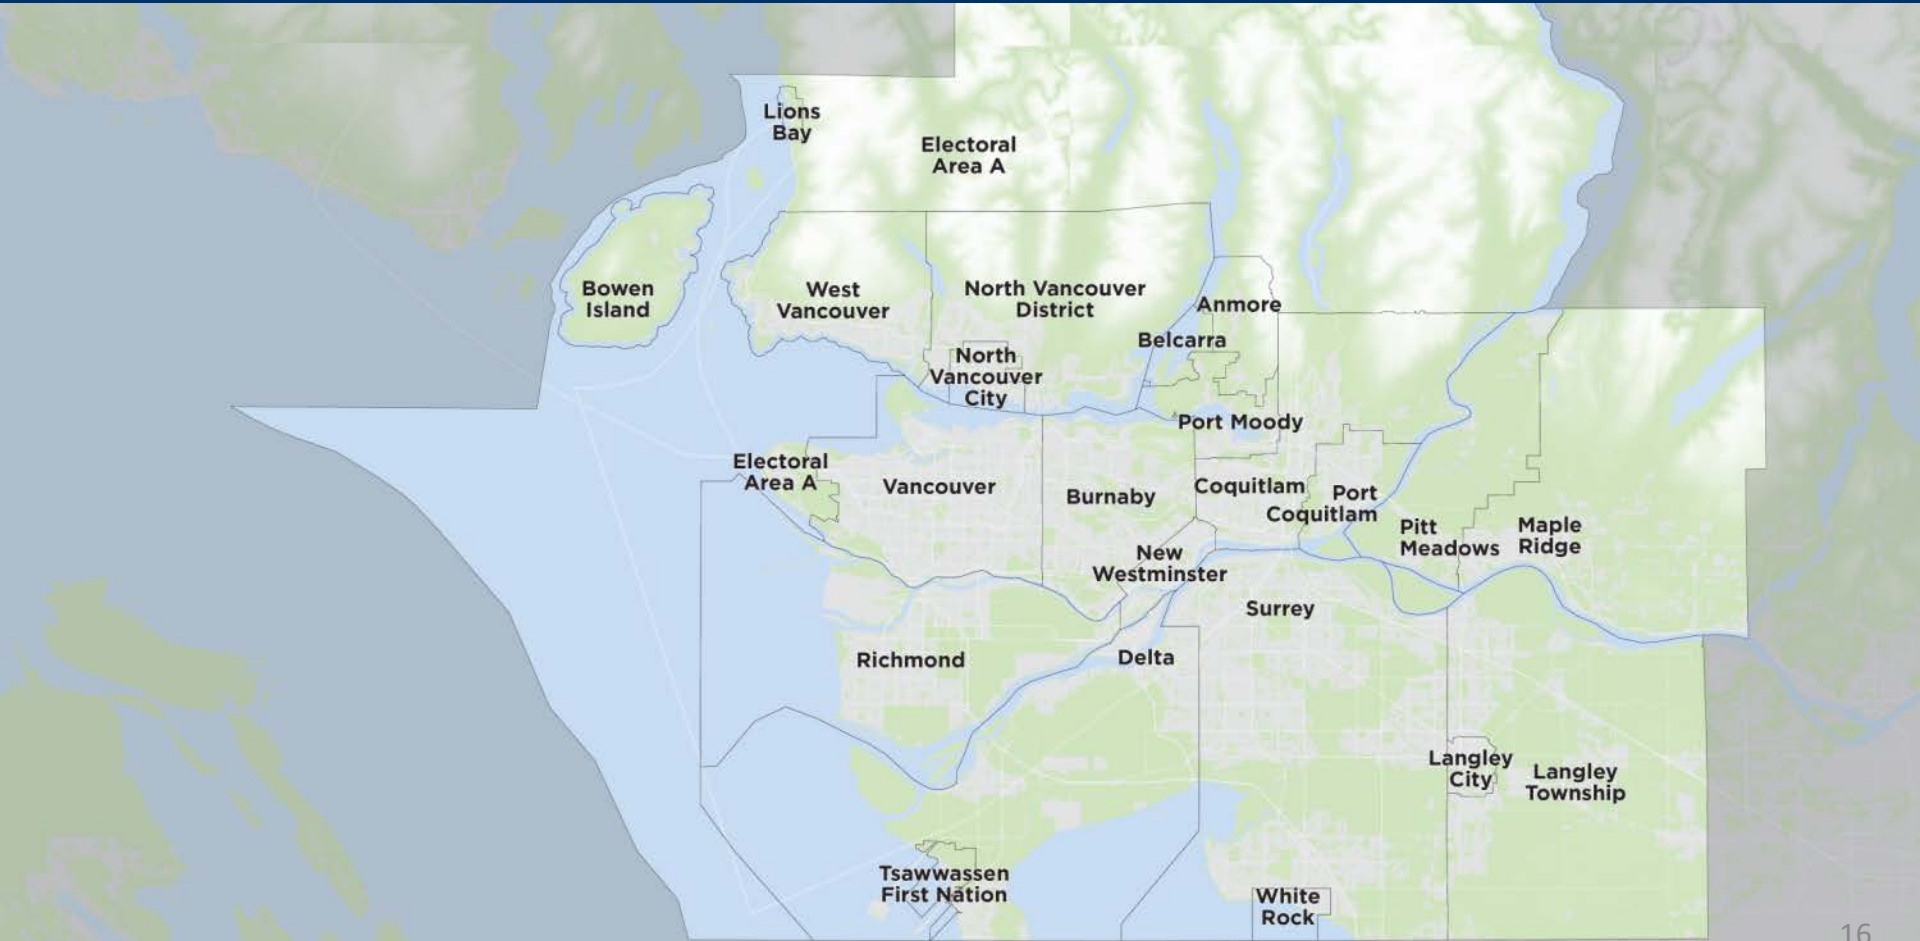 Lions
Bay
Electoral
Area A
Bowen
Island
West
Vancouver
North Vancouver
District
Anmore
Belcarra
North
Vancouver
City
Port Moody
Electoral
Area A
Vancouver
Burnaby
Coquitlam
Port
Coquitlam
Pitt
Meadows
Maple
Ridge
New
Westminster
Surrey
Richmond
Delta
Langley
City
Langley
Township
Tsawwassen
First Nation
White
Rock
16